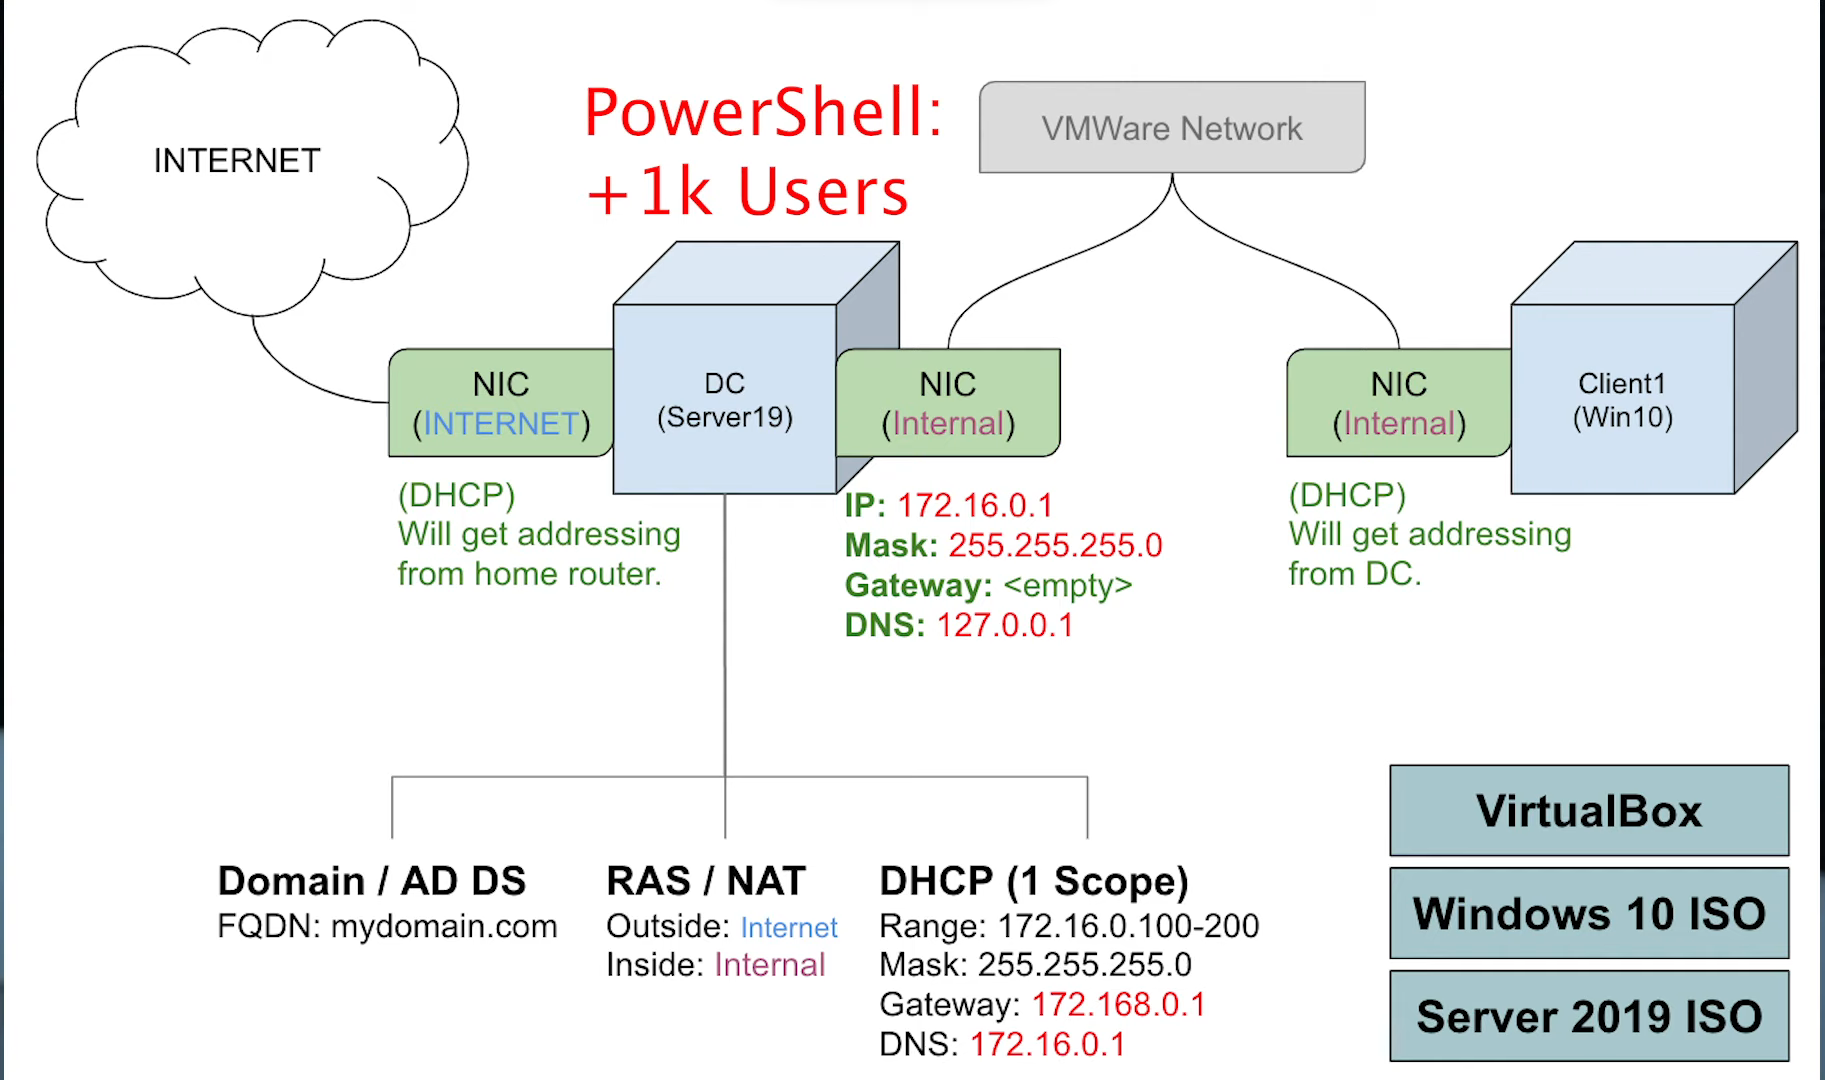 INTERNET
PowerShell:
+1k Users
VMWare Network
NIC
(INTERNET)
DC
(Server19)
NIC
(Internal)
NIC
(Internal)
Client1
(Win10)
(DHCP)
Will get addressing
from home router.
IP: 172.16.0.1
Mask: 255.255.255.0
Gateway: <empty>
DNS: 127.0.0.1
(DHCP)
Will get addressing
from DC.
Domain / AD DS
FQDN: mydomain.com
RAS / NAT
Outside: Internet
Inside: Internal
DHCP (1 Scope)
Range: 172.16.0.100-200
Mask: 255.255.255.0
Gateway: 172.168.0.1
DNS: 172.16.0.1
VirtualBox
Windows 10 ISO
Server 2019 ISO